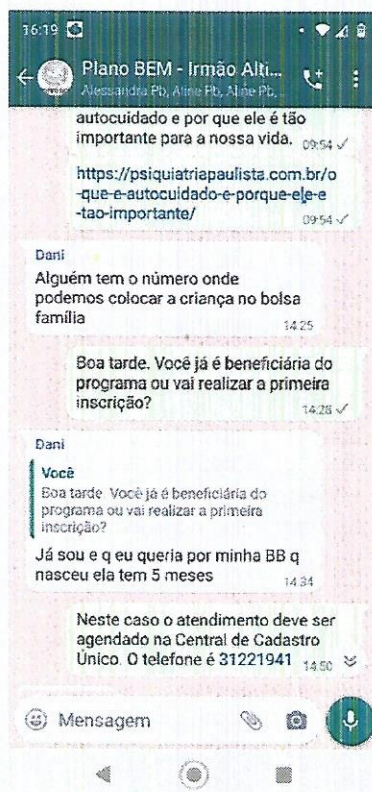 16:19
Plano BEM - Irmão Alti...
Alessandra Pb, Aline Pb, Aline Pb,
autocuidado e por que ele é tão
importante para a nossa vida. 09:54
https://psiquiatriapaulista.com.br/o
-que-e-autocuidado-e-porque-ele-e
-tao-importante/ 09:54
Dani
Alguém tem o número onde
podemos colocar a criança no bolsa
família 14:25
Boa tarde. Você já é beneficiária do
programa ou vai realizar a primeira
inscrição? 14:28
Dani
Você
Boa tarde. Você já é beneficiária do
programa ou vai realizar a primeira
inscrição?
Já sou e q eu queria por minha BB q
nasceu ela tem 5 meses 14:34
Neste caso o atendimento deve ser
agendado na Central de Cadastro
Único. O telefone é 31221941 14:50
Mensagem